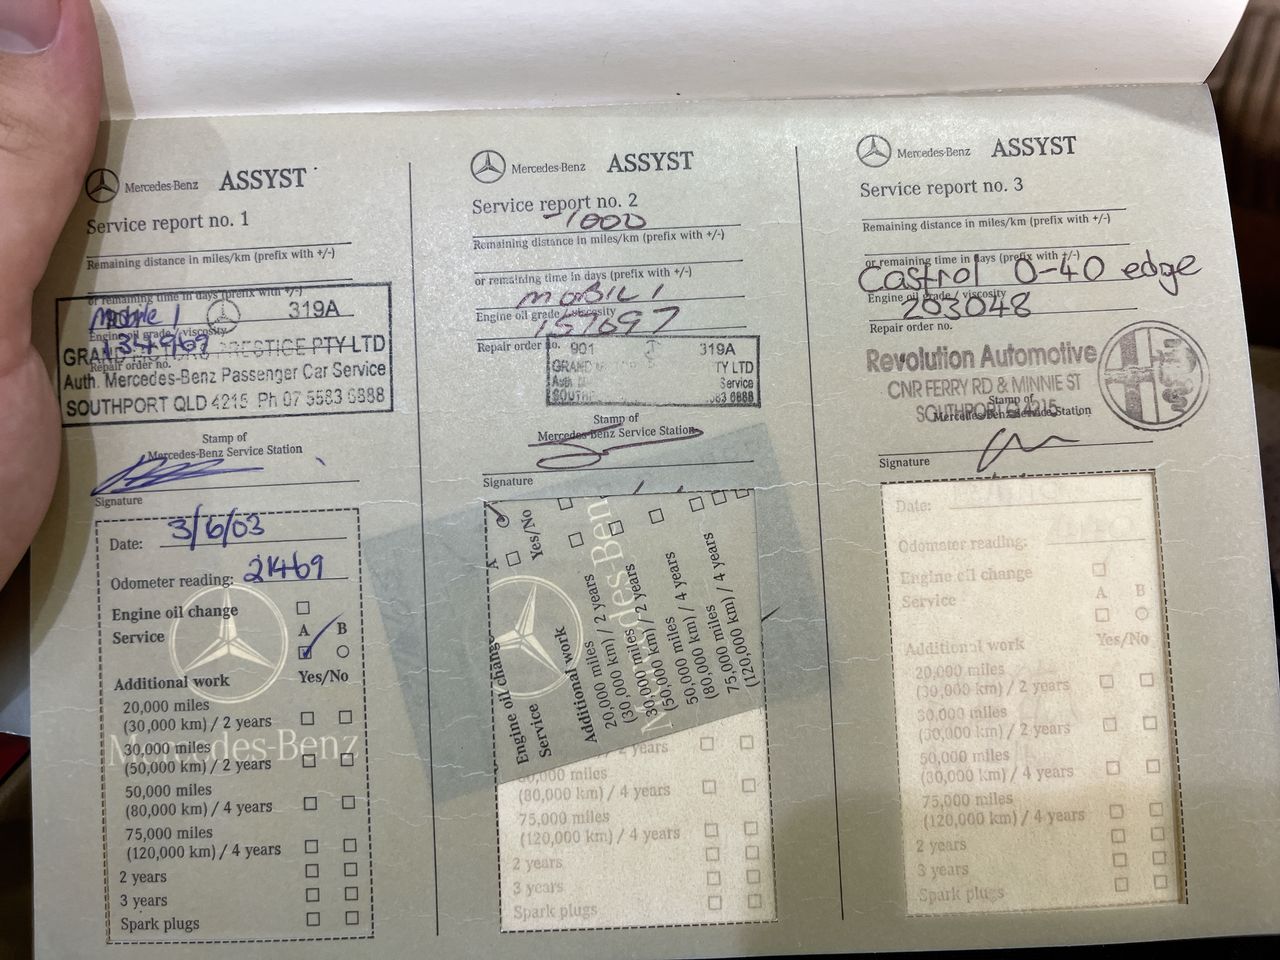 Mercedes-Benz ASSYST
Service report no. 1
Remaining distance in miles/km (prefix with +/-)
or remaining time in days (prefix with +/-)
Mobile 1 319A
Engine oil grade / viscosity
134969
GRAND MOTORS PRESTIGE PTY LTD
Repair order no.
Auth. Mercedes-Benz Passenger Car Service
SOUTHPORT QLD 4215 Ph 07 5583 6888
Stamp of
Mercedes-Benz Service Station
Signature
Date: 3/6/03
Odometer reading: 21469
Engine oil change
Service A B
Additional work Yes/No
20,000 miles
(30,000 km) / 2 years
30,000 miles
(50,000 km) / 2 years
Mercedes-Benz
50,000 miles
(80,000 km) / 4 years
75,000 miles
(120,000 km) / 4 years
2 years
3 years
Spark plugs
Mercedes-Benz ASSYST
Service report no. 2
-1000
Remaining distance in miles/km (prefix with +/-)
or remaining time in days (prefix with +/-)
MOBIL 1
Engine oil grade / viscosity
157697
Repair order no.
901 319A
GRAND TY LTD
Auth Service
SOUTH 583 6888
Stamp of
Mercedes-Benz Service Station
Signature
Engine oil change
Service A
Yes/No
Additional work
20,000 miles
(30,000 km) / 2 years
30,000 miles
(50,000 km) / 2 years
50,000 miles
(80,000 km) / 4 years
75,000 miles
(120,000 km) / 4 years
Mercedes-Benz
2 years
50,000 miles
(80,000 km) / 4 years
75,000 miles
(120,000 km) / 4 years
2 years
3 years
Spark plugs
Mercedes-Benz ASSYST
Service report no. 3
Remaining distance in miles/km (prefix with +/-)
or remaining time in days (prefix with +/-)
Castrol 0-40 edge
Engine oil grade / viscosity
203048
Repair order no.
Revolution Automotive
CNR FERRY RD & MINNIE ST
SOUTHPORT 4215
Stamp of
Mercedes-Benz Service Station
Signature
Date:
Odometer reading:
Engine oil change
Service A B
Additional work Yes/No
20,000 miles
(30,000 km) / 2 years
30,000 miles
(50,000 km) / 2 years
50,000 miles
(80,000 km) / 4 years
75,000 miles
(120,000 km) / 4 years
2 years
3 years
Spark plugs